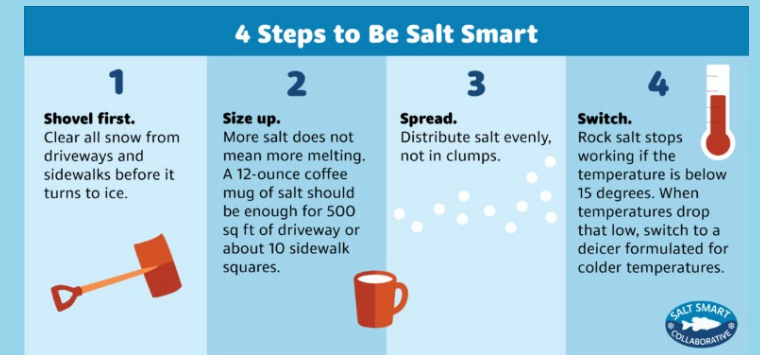 4 Steps to Be Salt Smart
1
Shovel first.
Clear all snow from
driveways and
sidewalks before it
turns to ice.
2
Size up.
More salt does not
mean more melting.
A 12-ounce coffee
mug of salt should
be enough for 500
sq ft of driveway or
about 10 sidewalk
squares.
3
Spread.
Distribute salt evenly,
not in clumps.
4
Switch.
Rock salt stops
working if the
temperature is below
15 degrees. When
temperatures drop
that low, switch to a
deicer formulated for
colder temperatures.
SALT SMART
COLLABORATIVE